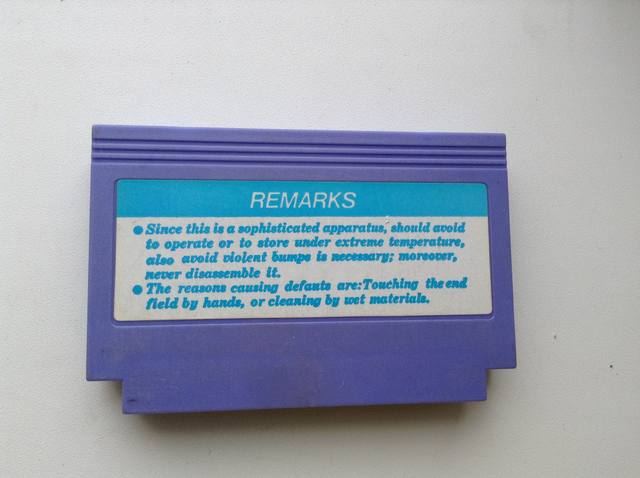 REMARKS
● Since this is a sophisticated apparatus, should avoid
to operate or to store under extreme temperature,
also avoid violent bumps is necessary; moreover,
never disassemble it.
● The reasons causing defauts are:Touching the end
field by hands, or cleaning by wet materials.